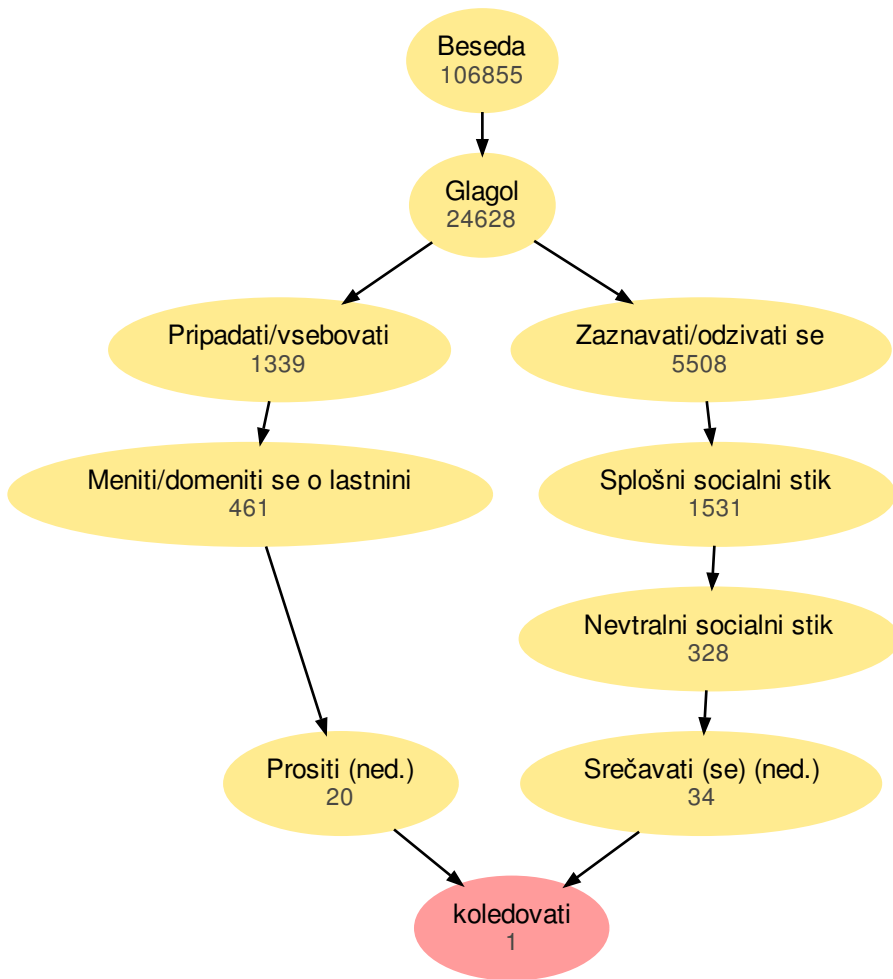 Beseda
106855
Glagol
24628
Pripadati/vsebovati
1339
Zaznavati/odzivati se
5508
Meniti/domeniti se o lastnini
461
Splošni socialni stik
1531
Nevtralni socialni stik
328
Prositi (ned.)
20
Srečavati (se) (ned.)
34
koledovati
1